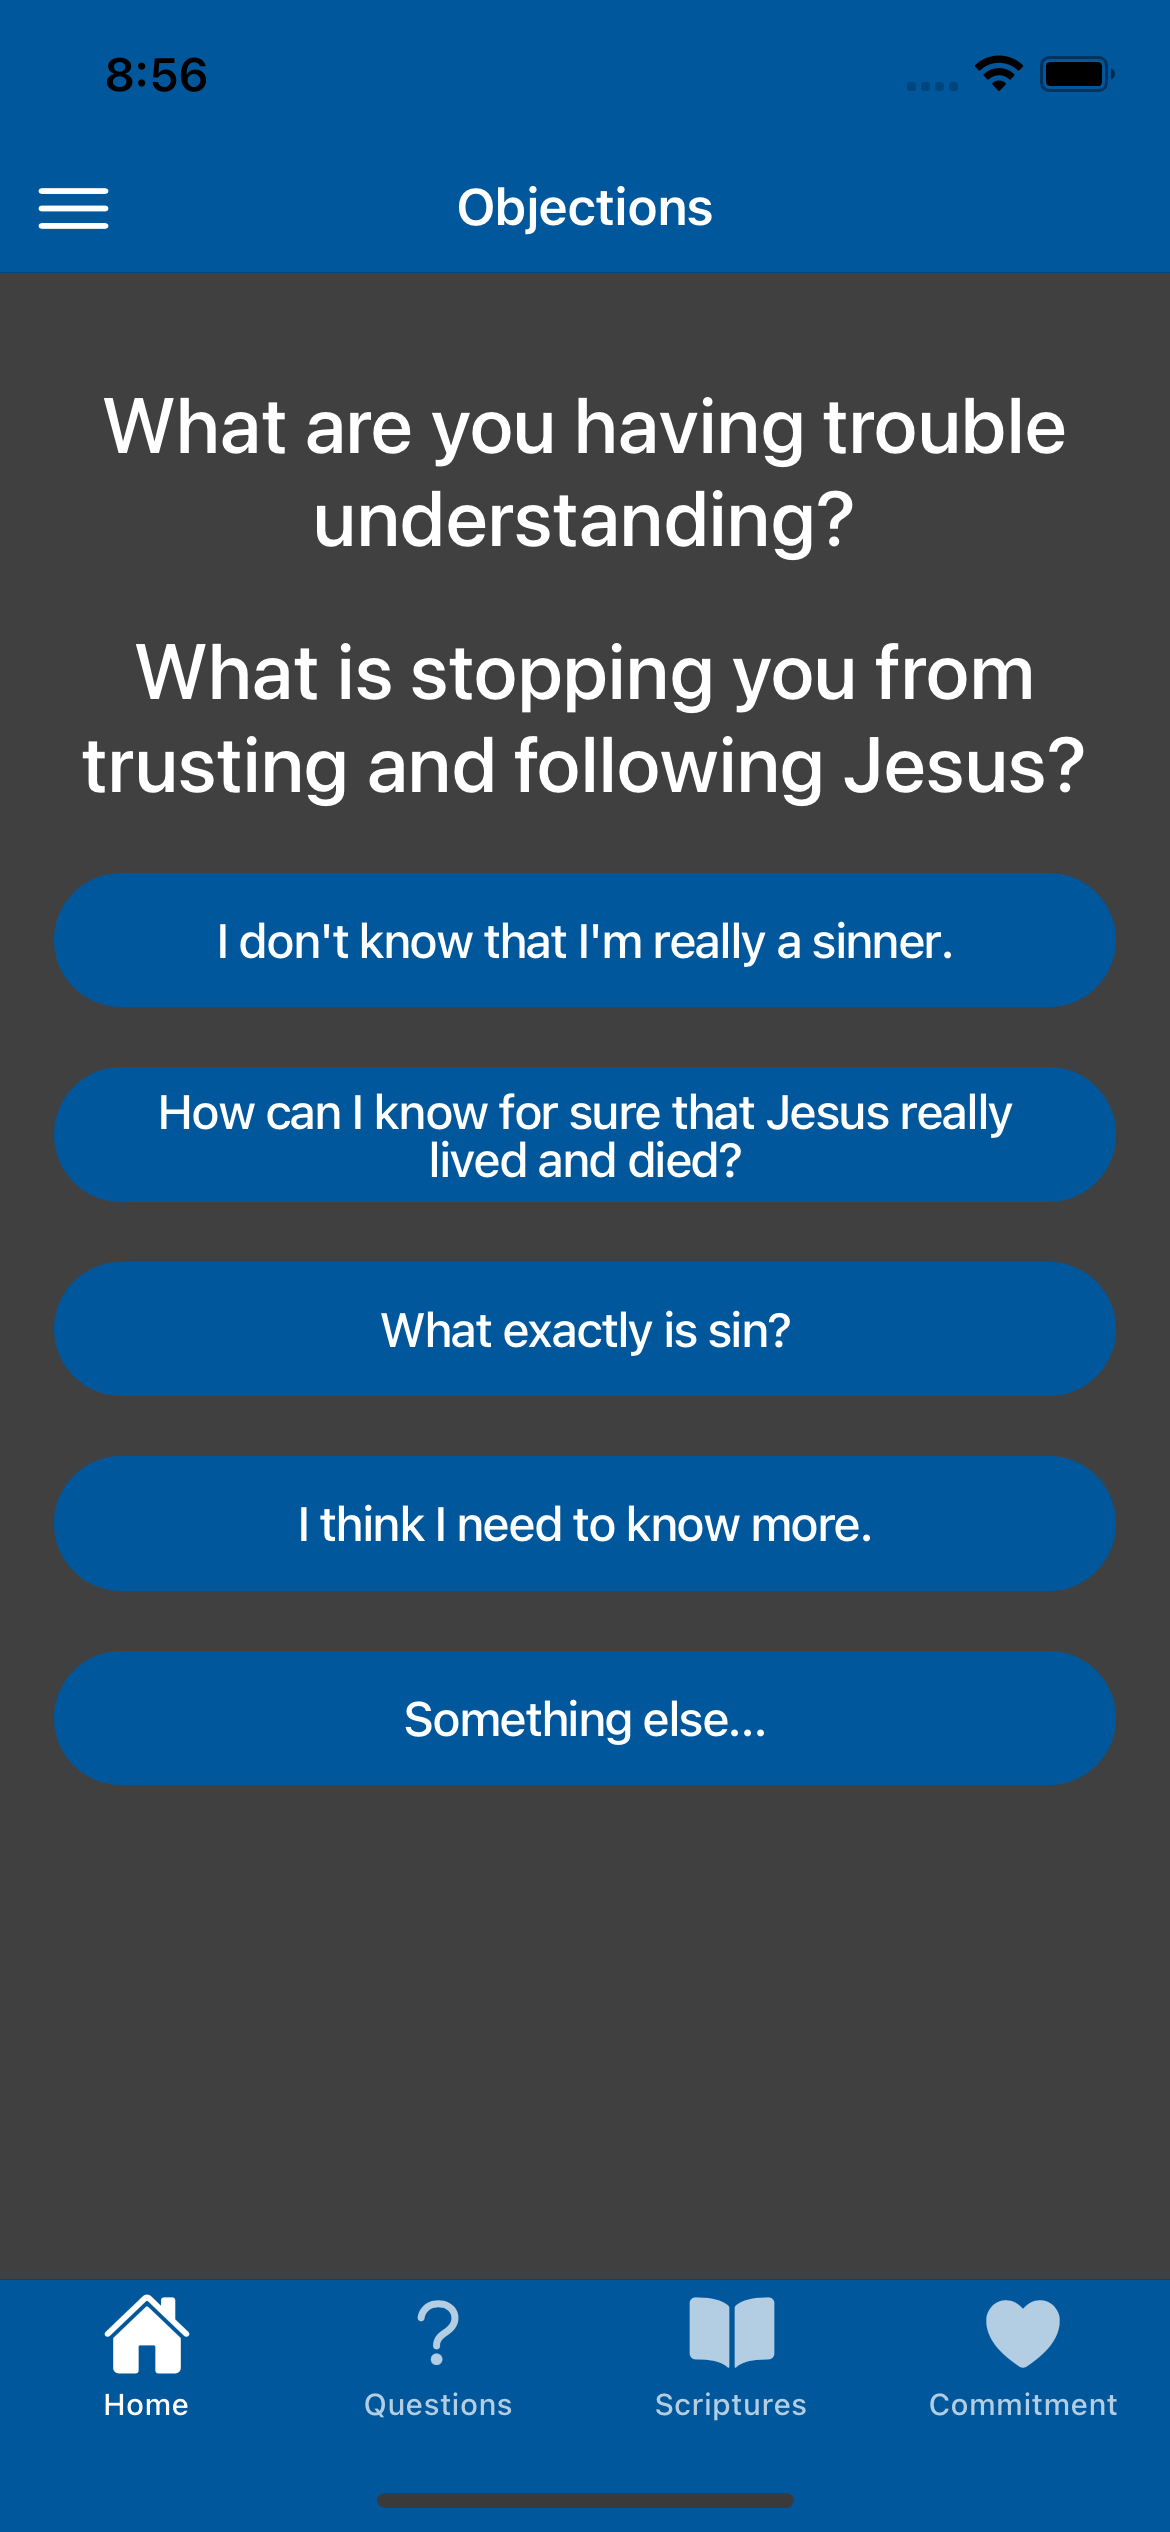 8:56
Objections
What are you having trouble
understanding?
What is stopping you from
trusting and following Jesus?
I don't know that I'm really a sinner.
How can I know for sure that Jesus really
lived and died?
What exactly is sin?
I think I need to know more.
Something else...
Home
Questions
Scriptures
Commitment